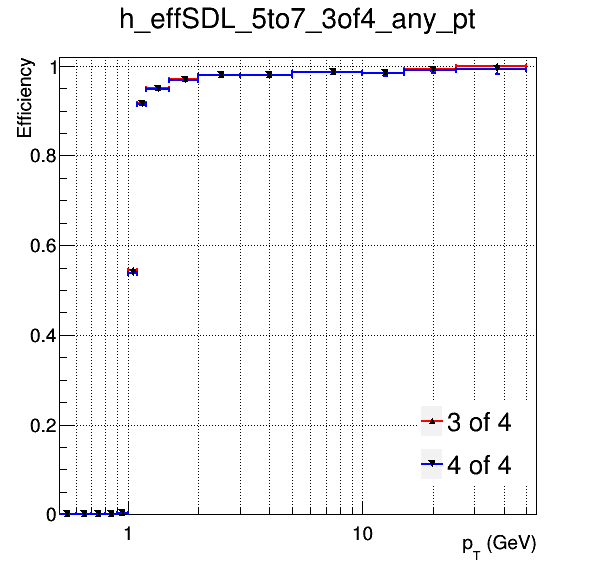 h_effSDL_5to7_3of4_any_pt
Efficiency
1
0.8
0.6
0.4
0.2
0
3 of 4
4 of 4
1
10
p_T (GeV)